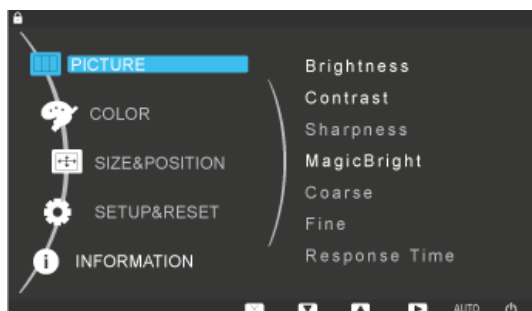 PICTURE
COLOR
SIZE&POSITION
SETUP&RESET
INFORMATION
Brightness
Contrast
Sharpness
MagicBright
Coarse
Fine
Response Time
AUTO